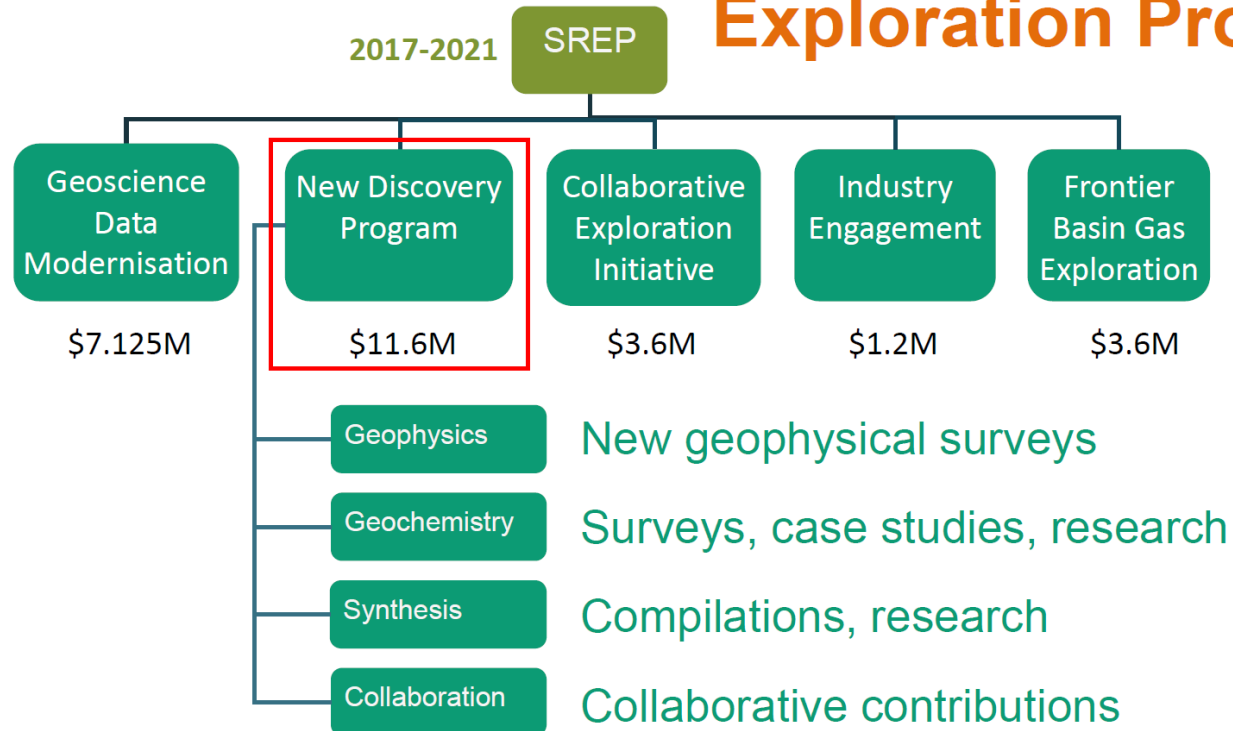 Exploration Pro
2017-2021
SREP
Geoscience
Data
Modernisation
New Discovery
Program
Collaborative
Exploration
Initiative
Industry
Engagement
Frontier
Basin Gas
Exploration
$7.125M
$11.6M
$3.6M
$1.2M
$3.6M
Geophysics
New geophysical surveys
Geochemistry
Surveys, case studies, research
Synthesis
Compilations, research
Collaboration
Collaborative contributions